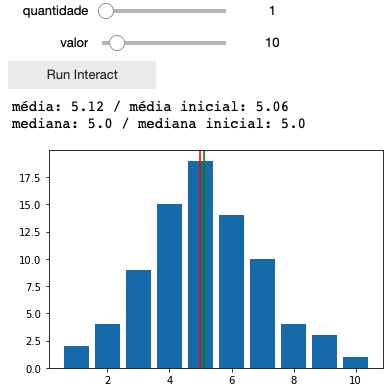 quantidade 1
valor 10
Run Interact
média: 5.12 / média inicial: 5.06
mediana: 5.0 / mediana inicial: 5.0
17.5
15.0
12.5
10.0
7.5
5.0
2.5
0.0
2 4 6 8 10